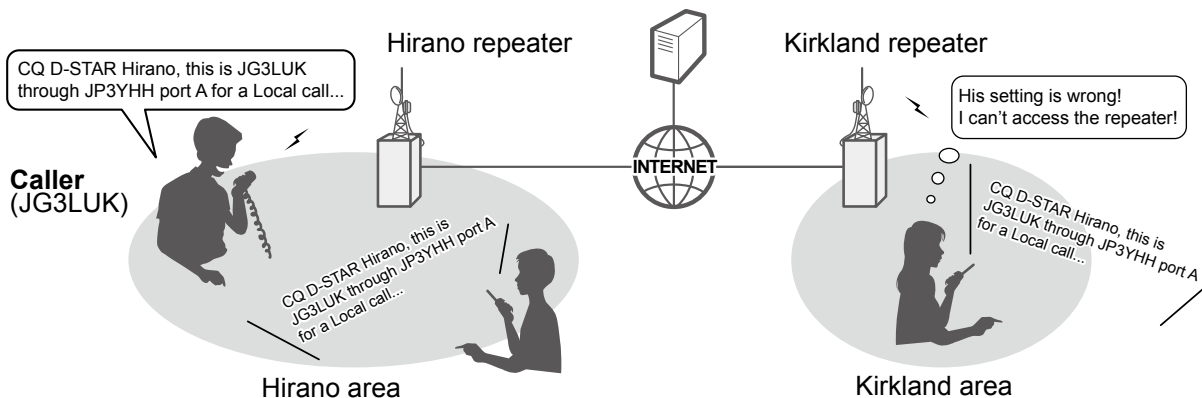 Hirano repeater
Kirkland repeater
CQ D-STAR Hirano, this is JG3LUK
through JP3YHH port A for a Local call...
His setting is wrong!
I can't access the repeater!
Caller
(JG3LUK)
INTERNET
CQ D-STAR Hirano, this is
JG3LUK through JP3YHH port A
for a Local call...
CQ D-STAR Hirano, this is
JG3LUK through JP3YHH port A
for a Local call...
Hirano area
Kirkland area